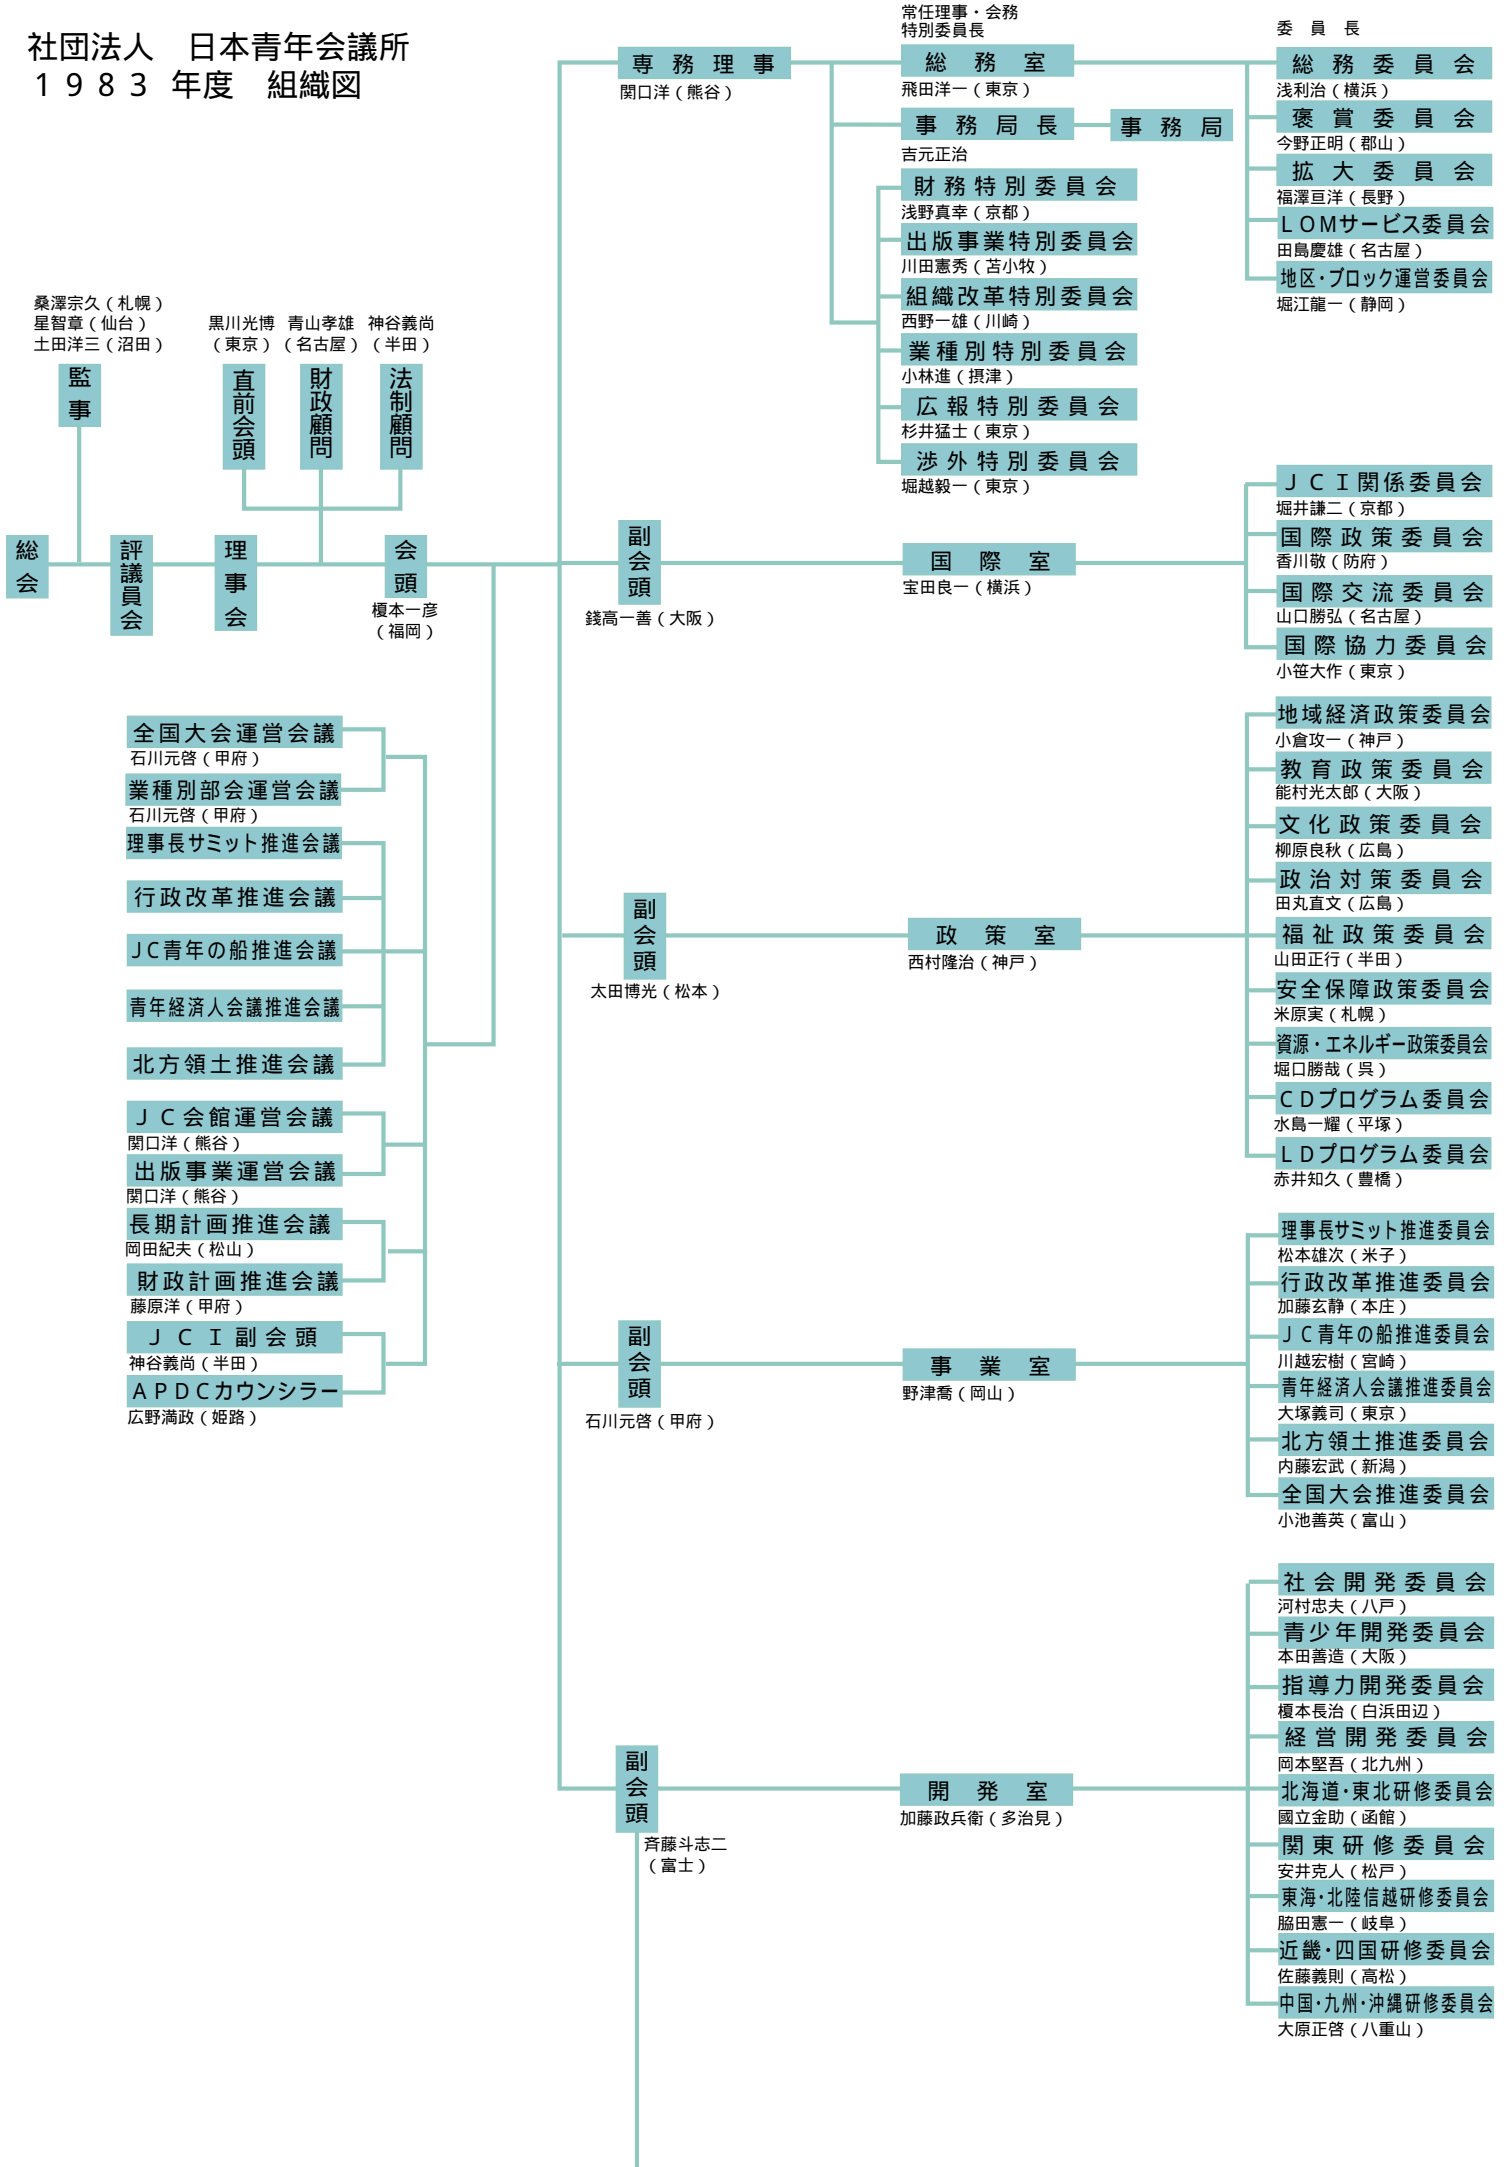 社団法人　日本青年会議所
１９８３年度　組織図
常任理事・会務
特別委員長
委員長
専務理事
関口洋（熊谷）
総務室
飛田洋一（東京）
事務局長
事務局
吉元正治
財務特別委員会
浅野真幸（京都）
出版事業特別委員会
川田憲秀（苫小牧）
組織改革特別委員会
西野一雄（川崎）
業種別特別委員会
小林進（摂津）
広報特別委員会
杉井猛士（東京）
渉外特別委員会
堀越毅一（東京）
総務委員会
浅利治（横浜）
褒賞委員会
今野正明（郡山）
拡大委員会
福澤亘洋（長野）
ＬＯＭサービス委員会
田島慶雄（名古屋）
地区・ブロック運営委員会
堀江龍一（静岡）
桑澤宗久（札幌）
星智章（仙台）
土田洋三（沼田）
監事
黒川光博
（東京）
直前会頭
青山孝雄
（名古屋）
財政顧問
神谷義尚
（半田）
法制顧問
総会
評議員会
理事会
会頭
榎本一彦
（福岡）
副会頭
錢高一善（大阪）
国際室
宝田良一（横浜）
ＪＣＩ関係委員会
堀井謙二（京都）
国際政策委員会
香川敬（防府）
国際交流委員会
山口勝弘（名古屋）
国際協力委員会
小笹大作（東京）
全国大会運営会議
石川元啓（甲府）
業種別部会運営会議
石川元啓（甲府）
理事長サミット推進会議
行政改革推進会議
ＪＣ青年の船推進会議
青年経済人会議推進会議
北方領土推進会議
ＪＣ会館運営会議
関口洋（熊谷）
出版事業運営会議
関口洋（熊谷）
長期計画推進会議
岡田紀夫（松山）
財政計画推進会議
藤原洋（甲府）
ＪＣＩ副会頭
神谷義尚（半田）
ＡＰＤＣカウンシラー
広野満政（姫路）
副会頭
太田博光（松本）
政策室
西村隆治（神戸）
地域経済政策委員会
小倉攻一（神戸）
教育政策委員会
能村光太郎（大阪）
文化政策委員会
柳原良秋（広島）
政治対策委員会
田丸直文（広島）
福祉政策委員会
山田正行（半田）
安全保障政策委員会
米原実（札幌）
資源・エネルギー政策委員会
堀口勝哉（呉）
ＣＤプログラム委員会
水島一耀（平塚）
ＬＤプログラム委員会
赤井知久（豊橋）
副会頭
石川元啓（甲府）
事業室
野津喬（岡山）
理事長サミット推進委員会
松本雄次（米子）
行政改革推進委員会
加藤玄静（本庄）
ＪＣ青年の船推進委員会
川越宏樹（宮崎）
青年経済人会議推進委員会
大塚義司（東京）
北方領土推進委員会
内藤宏武（新潟）
全国大会推進委員会
小池善英（富山）
副会頭
斉藤斗志二
（富士）
開発室
加藤政兵衛（多治見）
社会開発委員会
河村忠夫（八戸）
青少年開発委員会
本田善造（大阪）
指導力開発委員会
榎本長治（白浜田辺）
経営開発委員会
岡本堅吾（北九州）
北海道・東北研修委員会
國立金助（函館）
関東研修委員会
安井克人（松戸）
東海・北陸信越研修委員会
脇田憲一（岐阜）
近畿・四国研修委員会
佐藤義則（高松）
中国・九州・沖縄研修委員会
大原正啓（八重山）